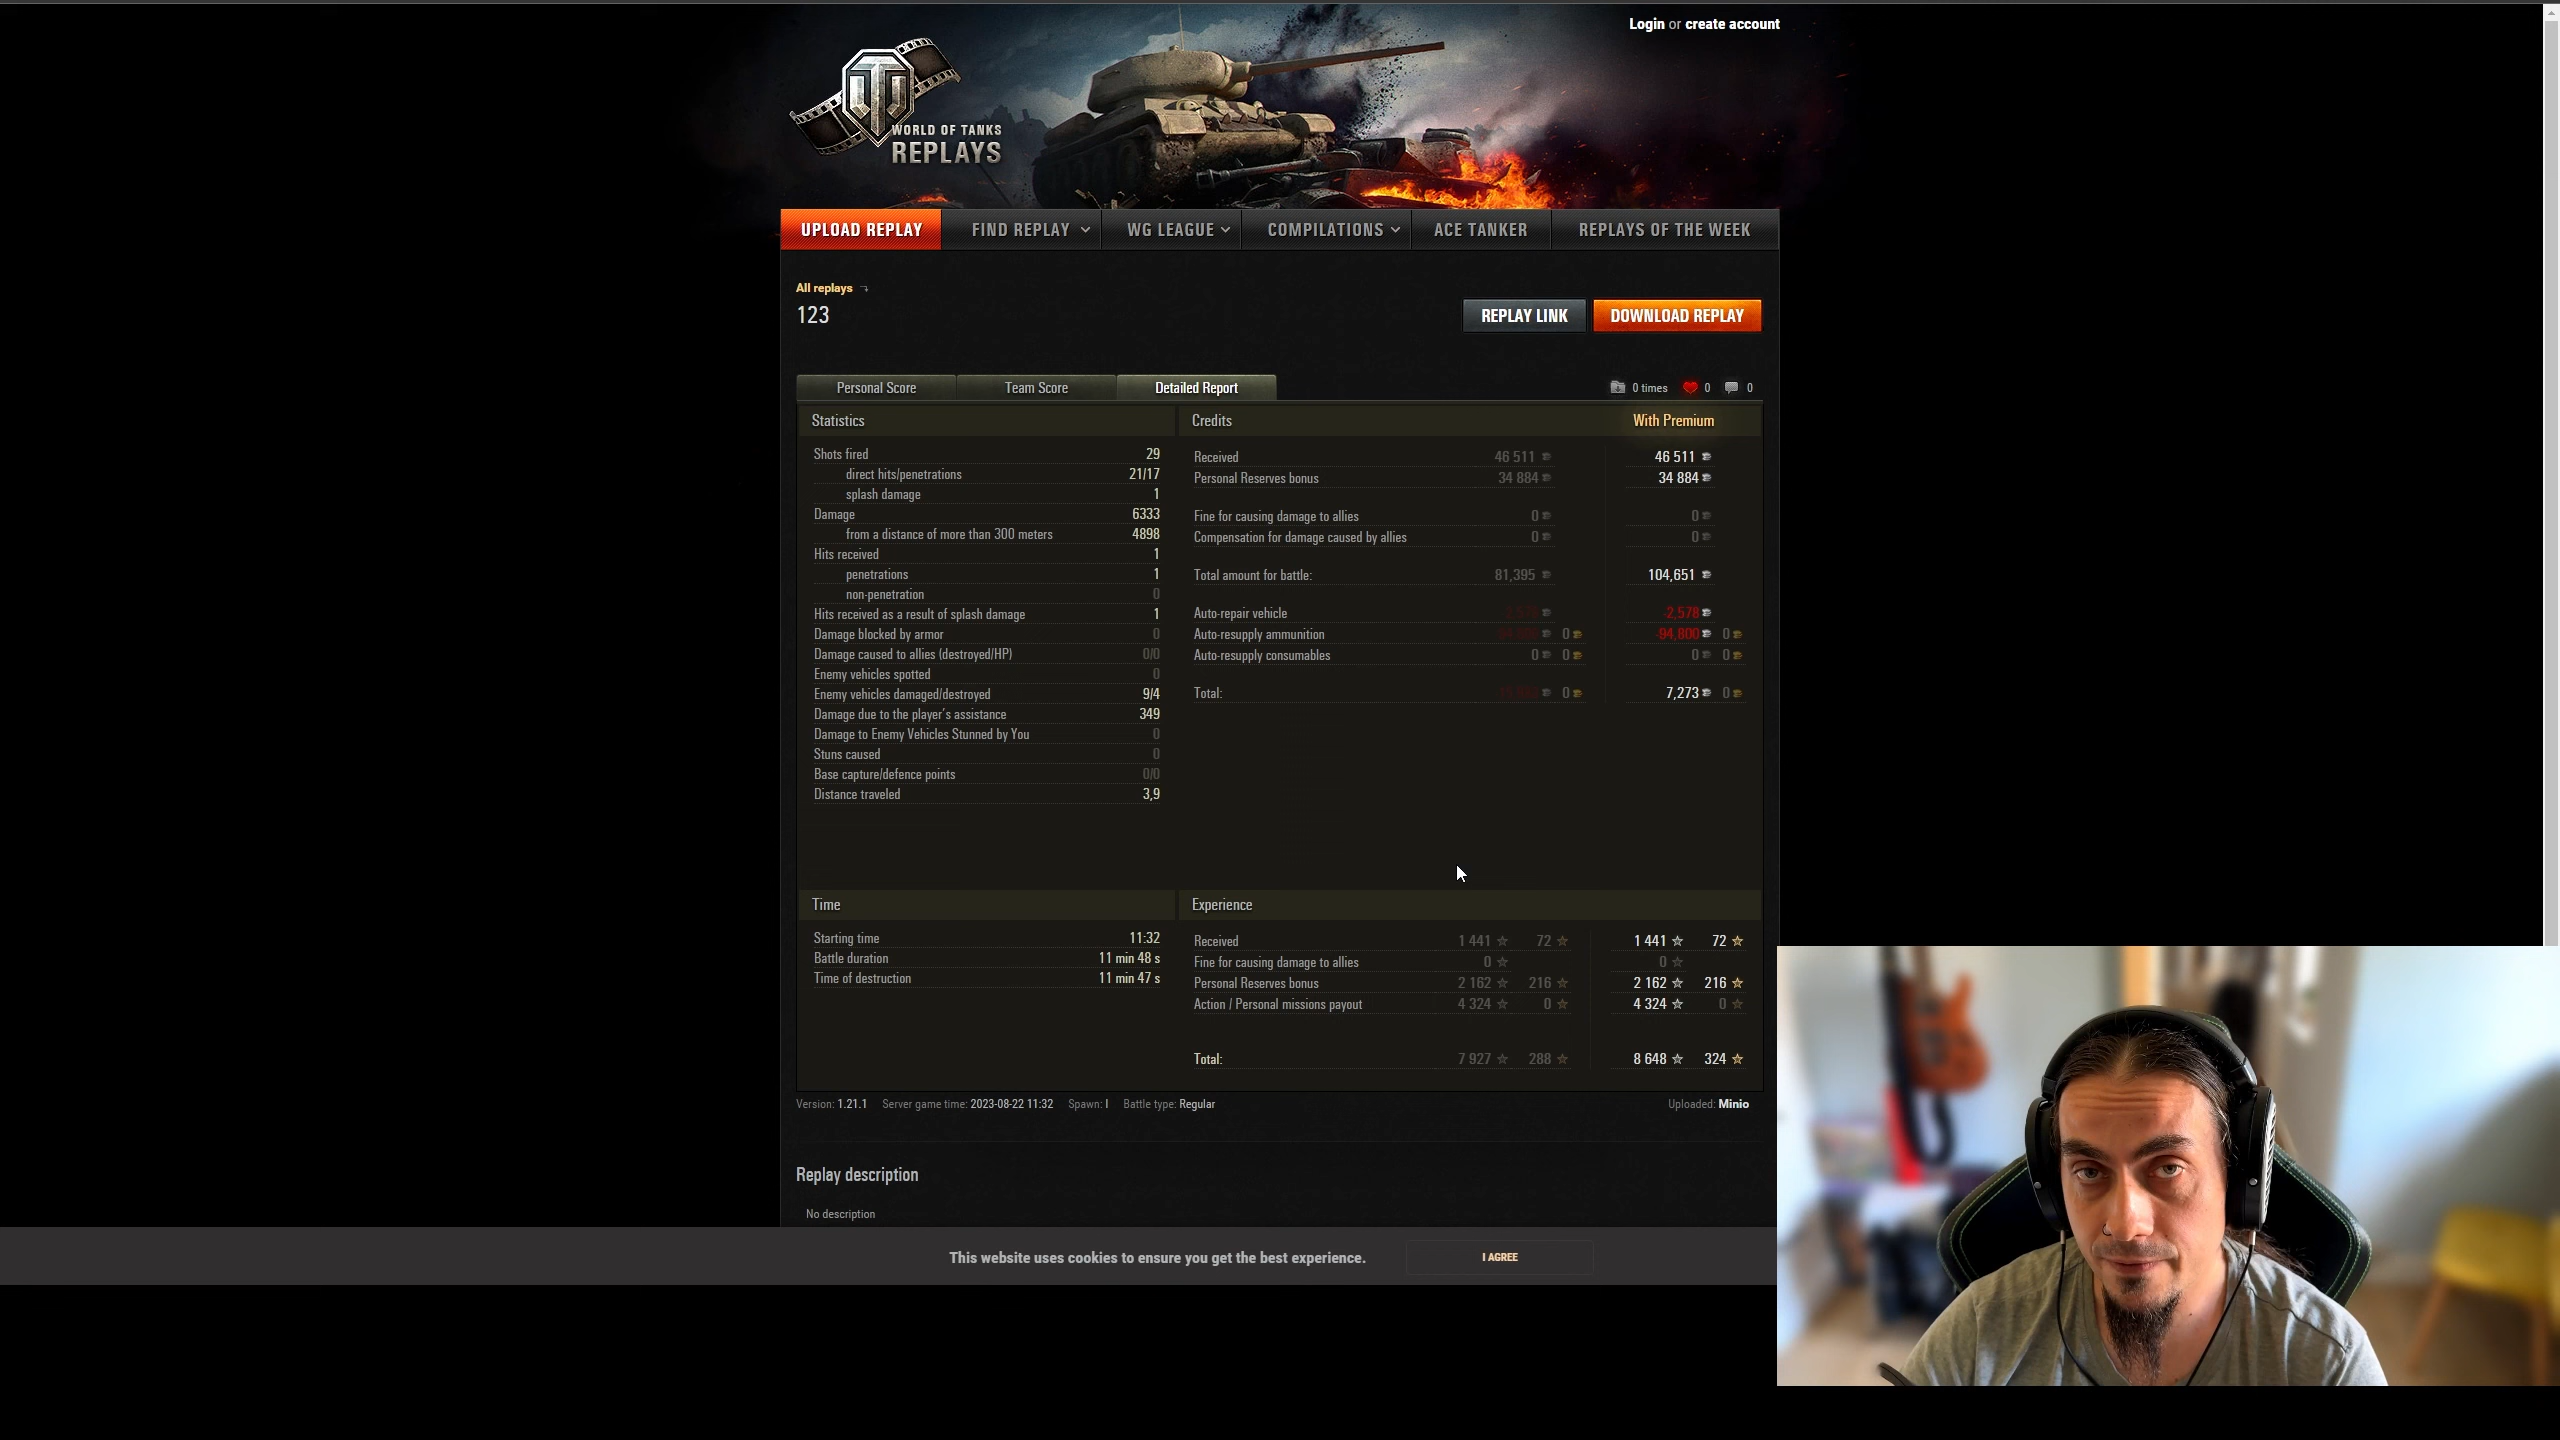 Login or create account
WORLD OF TANKS
REPLAYS
UPLOAD REPLAY FIND REPLAY WG LEAGUE COMPILATIONS ACE TANKER REPLAYS OF THE WEEK
All replays
123
REPLAY LINK DOWNLOAD REPLAY
Personal Score Team Score Detailed Report 0 times 0 0
Statistics Credits With Premium
Shots fired 29
direct hits/penetrations 21/17
splash damage 1
Damage 6333
from a distance of more than 300 meters 4898
Hits received 1
penetrations 1
non-penetration 0
Hits received as a result of splash damage 1
Damage blocked by armor 0
Damage caused to allies (destroyed/HP) 0/0
Enemy vehicles spotted 0
Enemy vehicles damaged/destroyed 9/4
Damage due to the player's assistance 349
Damage to Enemy Vehicles Stunned by You 0
Stuns caused 0
Base capture/defence points 0/0
Distance traveled 3,9
Received 46 511 46 511
Personal Reserves bonus 34 884 34 884
Fine for causing damage to allies 0 0
Compensation for damage caused by allies 0 0
Total amount for battle: 81,395 104,651
Auto-repair vehicle -2,578
Auto-resupply ammunition 0 -94,800 0
Auto-resupply consumables 0 0 0 0
Total: 0 7,273 0
Time Experience
Starting time 11:32
Battle duration 11 min 48 s
Time of destruction 11 min 47 s
Received 1 441 72 1 441 72
Fine for causing damage to allies 0 0
Personal Reserves bonus 2 162 216 2 162 216
Action / Personal missions payout 4 324 0 4 324 0
Total: 7 927 288 8 648 324
Version: 1.21.1 Server game time: 2023-08-22 11:32 Spawn: I Battle type: Regular Uploaded: Minio
Replay description
No description
This website uses cookies to ensure you get the best experience. I AGREE